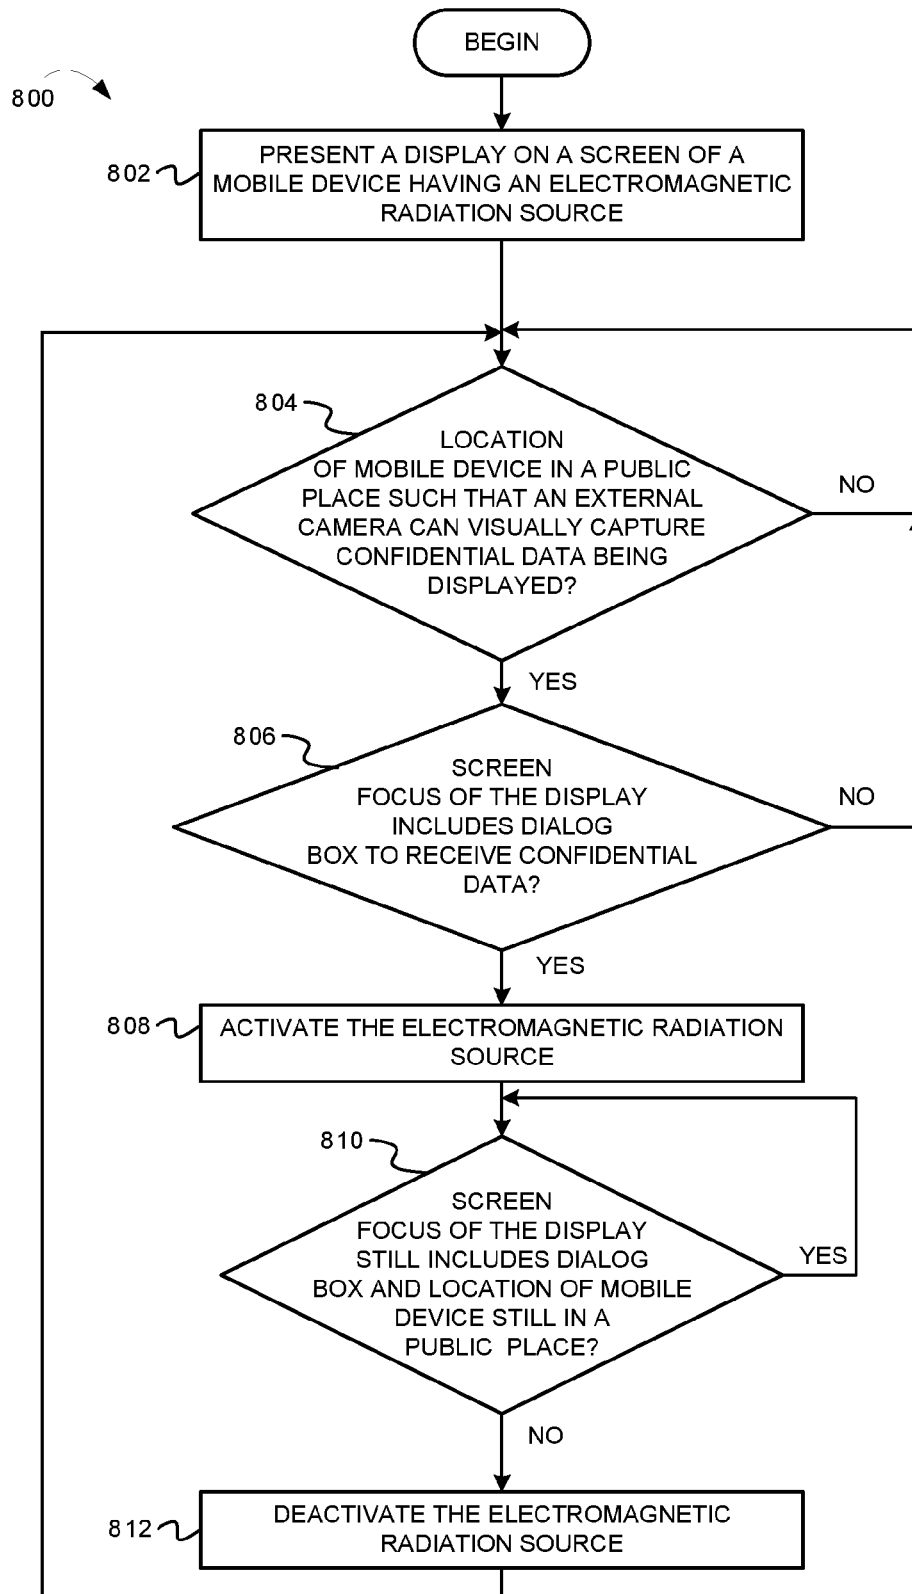 BEGIN
800
802
PRESENT A DISPLAY ON A SCREEN OF A
MOBILE DEVICE HAVING AN ELECTROMAGNETIC
RADIATION SOURCE
804
LOCATION
OF MOBILE DEVICE IN A PUBLIC
PLACE SUCH THAT AN EXTERNAL
CAMERA CAN VISUALLY CAPTURE
CONFIDENTIAL DATA BEING
DISPLAYED?
NO
YES
806
SCREEN
FOCUS OF THE DISPLAY
INCLUDES DIALOG
BOX TO RECEIVE CONFIDENTIAL
DATA?
NO
YES
808
ACTIVATE THE ELECTROMAGNETIC RADIATION
SOURCE
810
SCREEN
FOCUS OF THE DISPLAY
STILL INCLUDES DIALOG
BOX AND LOCATION OF MOBILE
DEVICE STILL IN A
PUBLIC PLACE?
YES
NO
812
DEACTIVATE THE ELECTROMAGNETIC
RADIATION SOURCE